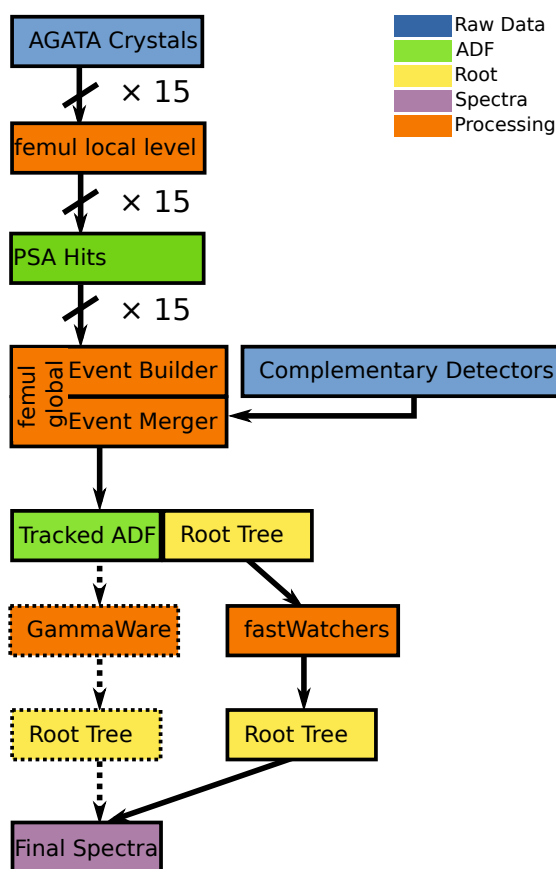 AGATA Crystals
Raw Data
ADF
Root
Spectra
Processing
× 15
femul local level
× 15
PSA Hits
× 15
femul
global
Event Builder
Event Merger
Complementary Detectors
Tracked ADF
Root Tree
GammaWare
fastWatchers
Root Tree
Root Tree
Final Spectra